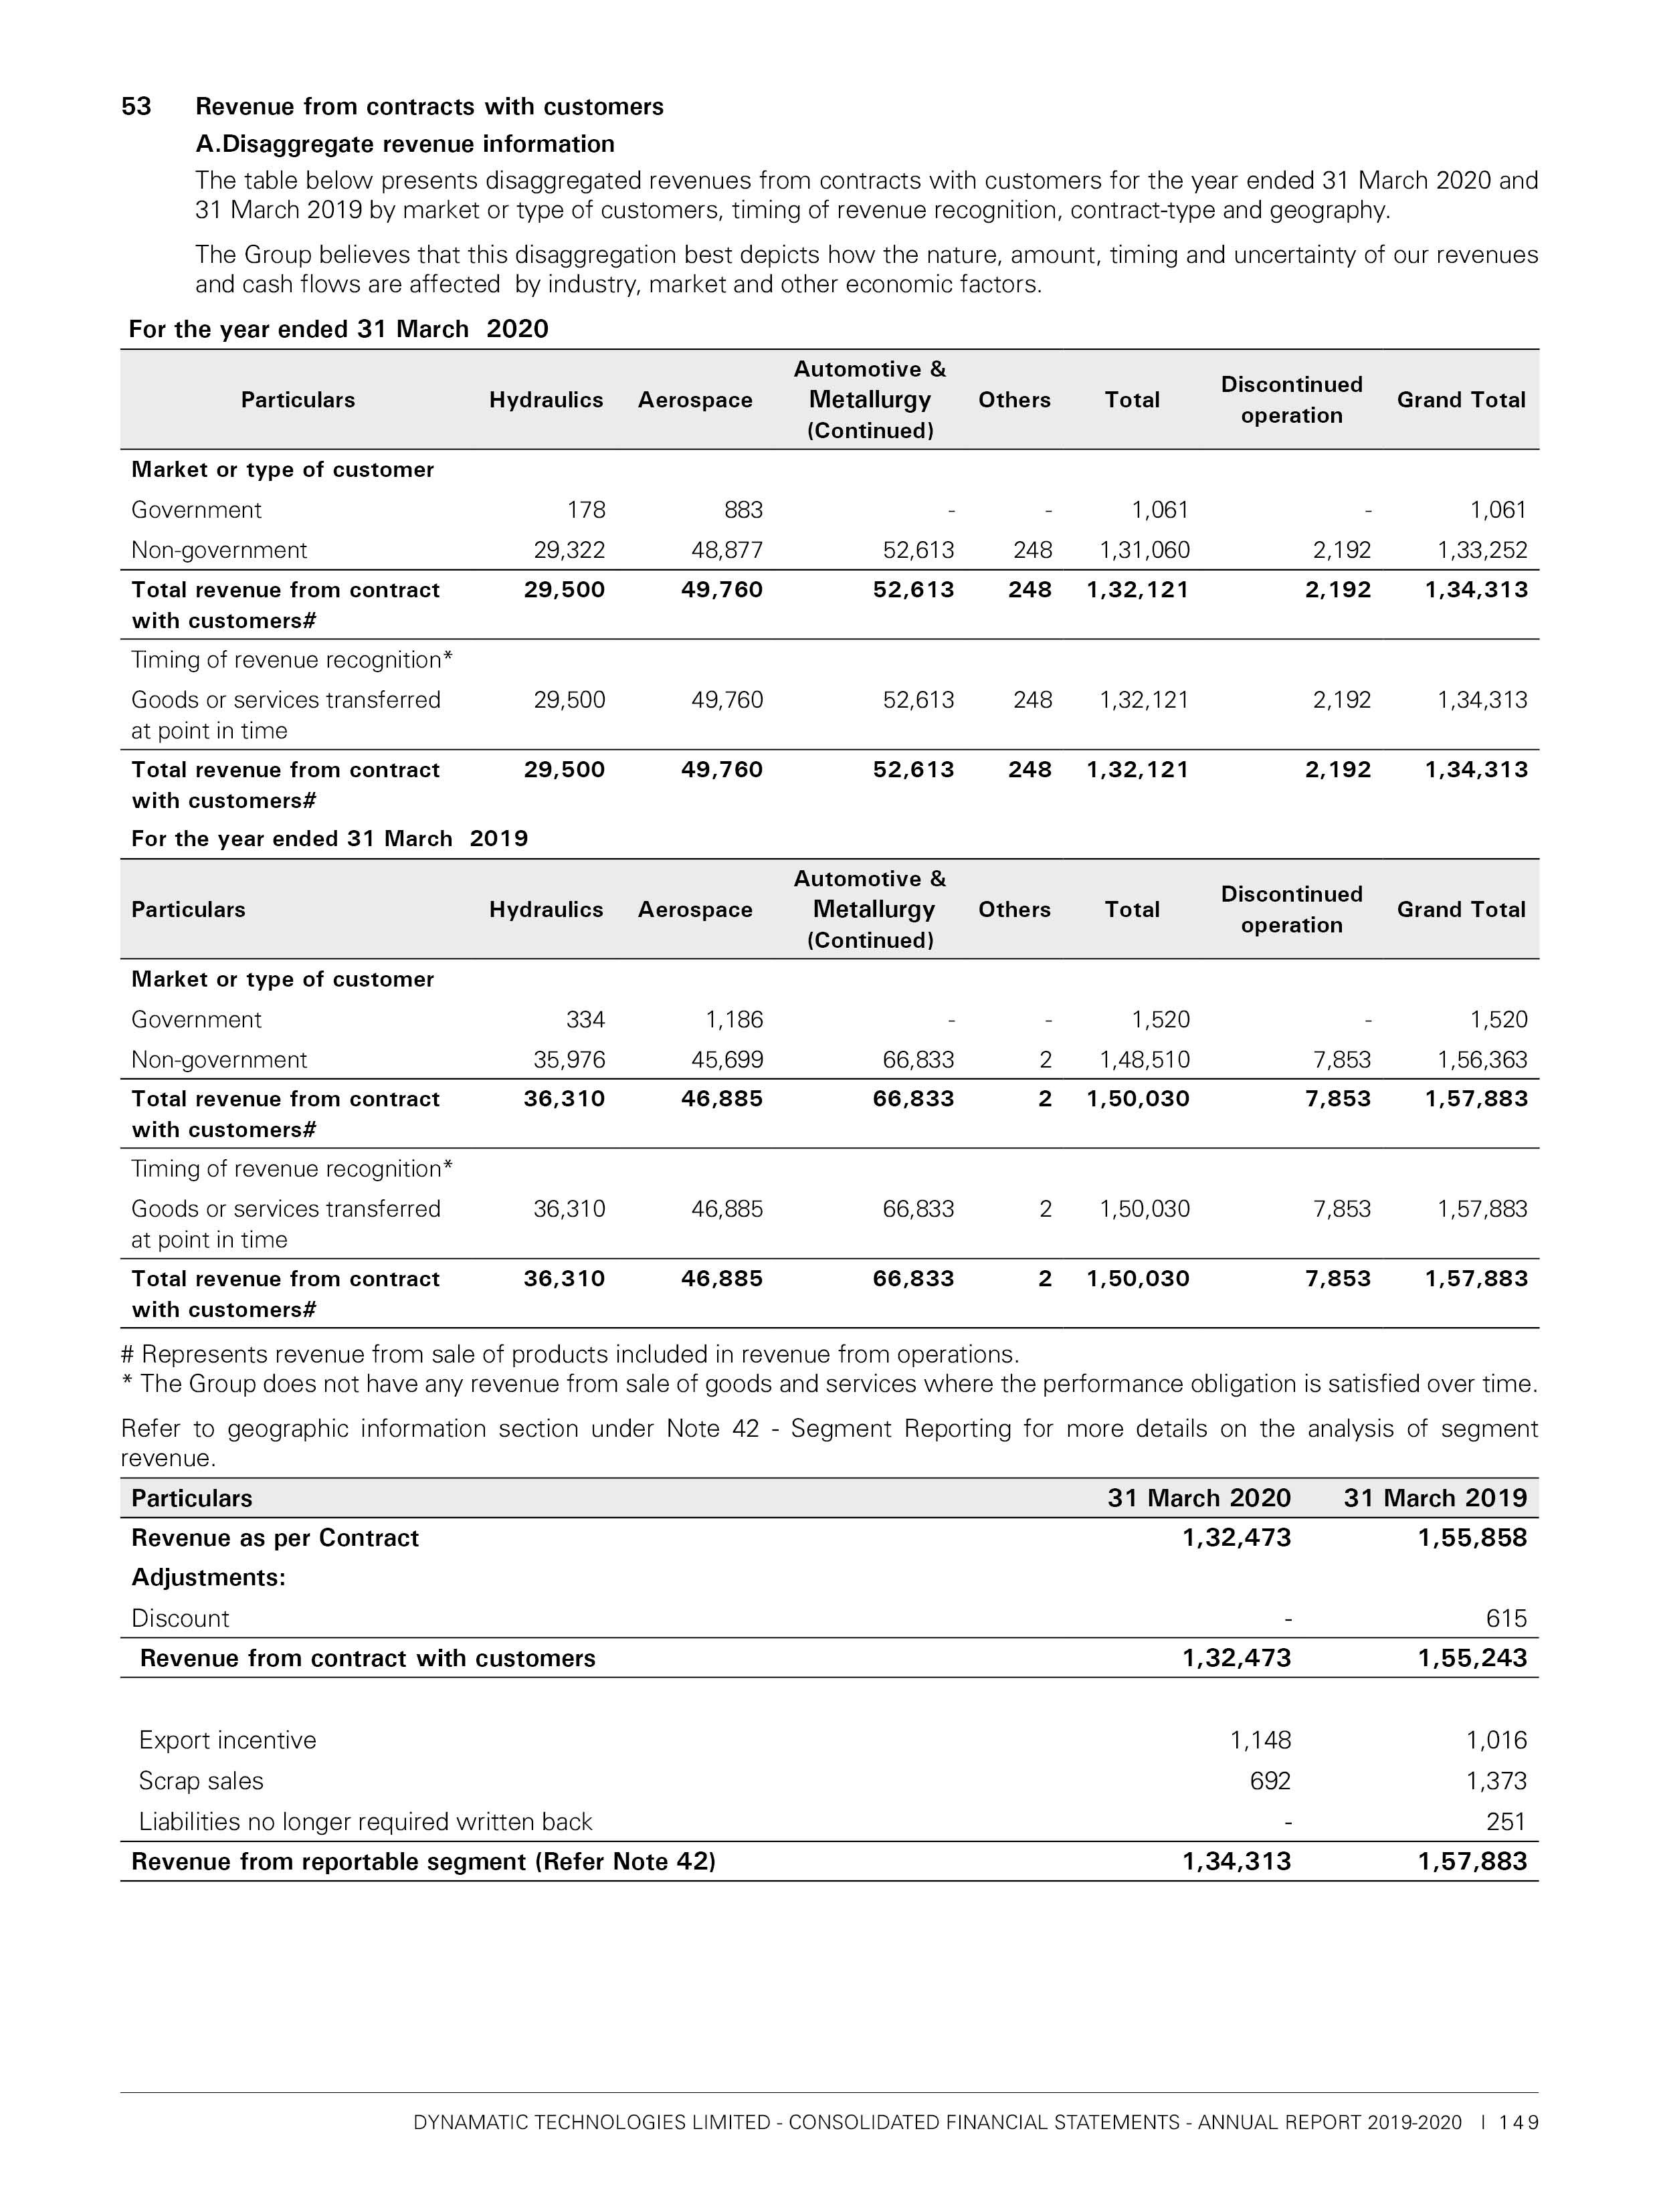 53 Revenue from contracts with customers
A.Disaggregate revenue information
The table below presents disaggregated revenues from contracts with customers for the year ended 31 March 2020 and
31 March 2019 by market or type of customers, timing of revenue recognition, contract-type and geography.
The Group believes that this disaggregation best depicts how the nature, amount, timing and uncertainty of our revenues
and cash flows are affected by industry, market and other economic factors.
For the year ended 31 March 2020
Particulars Hydraulics Aerospace Automotive & Metallurgy (Continued) Others Total Discontinued operation Grand Total
Market or type of customer
Government 178 883 - - 1,061 - 1,061
Non-government 29,322 48,877 52,613 248 1,31,060 2,192 1,33,252
Total revenue from contract 29,500 49,760 52,613 248 1,32,121 2,192 1,34,313
with customers#
Timing of revenue recognition*
Goods or services transferred 29,500 49,760 52,613 248 1,32,121 2,192 1,34,313
at point in time
Total revenue from contract 29,500 49,760 52,613 248 1,32,121 2,192 1,34,313
with customers#
For the year ended 31 March 2019
Particulars Hydraulics Aerospace Automotive & Metallurgy (Continued) Others Total Discontinued operation Grand Total
Market or type of customer
Government 334 1,186 - - 1,520 - 1,520
Non-government 35,976 45,699 66,833 2 1,48,510 7,853 1,56,363
Total revenue from contract 36,310 46,885 66,833 2 1,50,030 7,853 1,57,883
with customers#
Timing of revenue recognition*
Goods or services transferred 36,310 46,885 66,833 2 1,50,030 7,853 1,57,883
at point in time
Total revenue from contract 36,310 46,885 66,833 2 1,50,030 7,853 1,57,883
with customers#
# Represents revenue from sale of products included in revenue from operations.
* The Group does not have any revenue from sale of goods and services where the performance obligation is satisfied over time.
Refer to geographic information section under Note 42 - Segment Reporting for more details on the analysis of segment
revenue.
Particulars 31 March 2020 31 March 2019
Revenue as per Contract 1,32,473 1,55,858
Adjustments:
Discount - 615
Revenue from contract with customers 1,32,473 1,55,243
Export incentive 1,148 1,016
Scrap sales 692 1,373
Liabilities no longer required written back - 251
Revenue from reportable segment (Refer Note 42) 1,34,313 1,57,883
DYNAMATIC TECHNOLOGIES LIMITED - CONSOLIDATED FINANCIAL STATEMENTS - ANNUAL REPORT 2019-2020 | 149